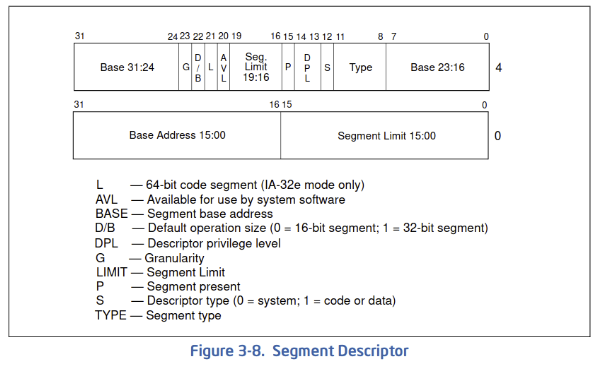 31 24 23 22 21 20 19 16 15 14 13 12 11 8 7 0
Base 31:24 G D/B L AVL Seg. Limit 19:16 P DPL S Type Base 23:16 4
31 16 15 0
Base Address 15:00 Segment Limit 15:00 0
L — 64-bit code segment (IA-32e mode only)
AVL — Available for use by system software
BASE — Segment base address
D/B — Default operation size (0 = 16-bit segment; 1 = 32-bit segment)
DPL — Descriptor privilege level
G — Granularity
LIMIT — Segment Limit
P — Segment present
S — Descriptor type (0 = system; 1 = code or data)
TYPE — Segment type
Figure 3-8. Segment Descriptor